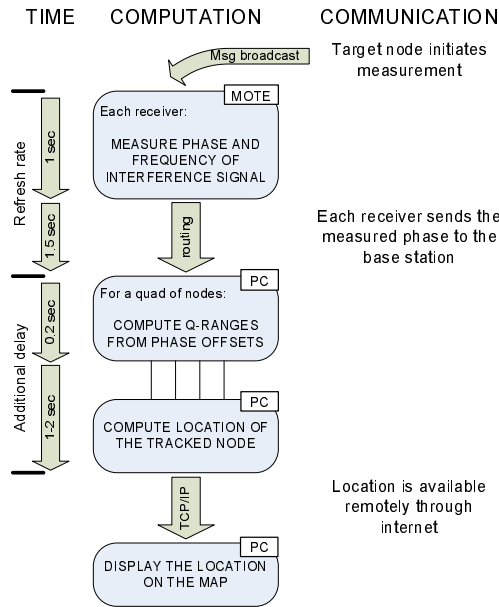 TIME
COMPUTATION
COMMUNICATION
Msg broadcast
Target node initiates
measurement
MOTE
Each receiver:
MEASURE PHASE AND
FREQUENCY OF
INTERFERENCE SIGNAL
Refresh rate
1 sec
1.5 sec
routing
Each receiver sends the
measured phase to the
base station
PC
For a quad of nodes:
COMPUTE Q-RANGES
FROM PHASE OFFSETS
Additional delay
0.2 sec
1-2 sec
PC
COMPUTE LOCATION OF
THE TRACKED NODE
TCP/IP
Location is available
remotely through
internet
PC
DISPLAY THE LOCATION
ON THE MAP